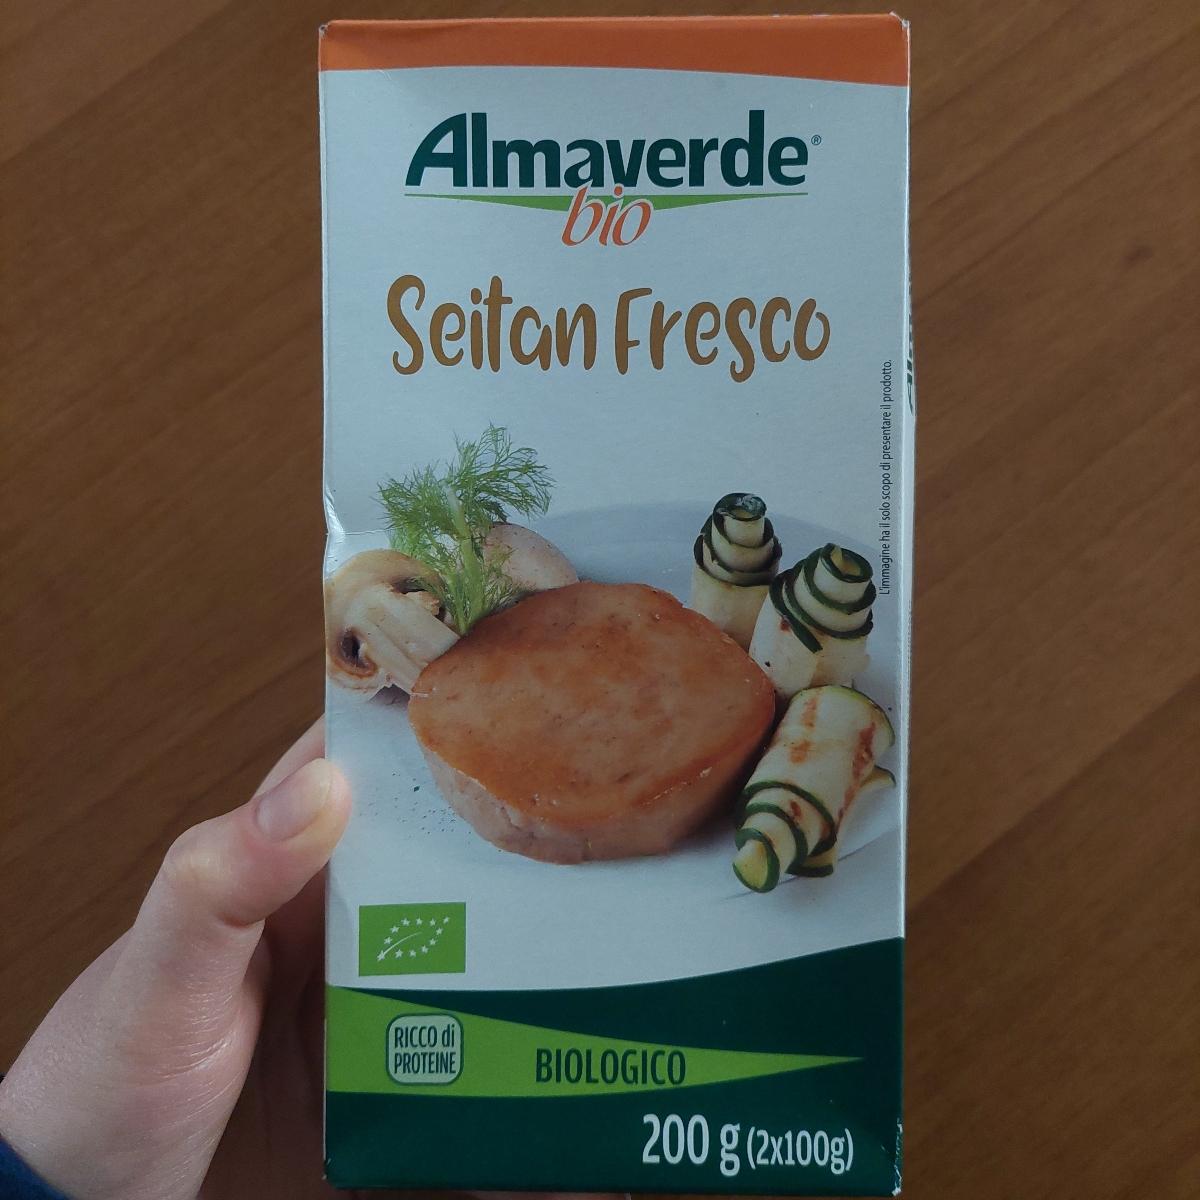 Almaverde®
bio
Seitan Fresco
L'immagine ha il solo scopo di presentare il prodotto.
RICCO di
PROTEINE
BIOLOGICO
200 g (2x100g)